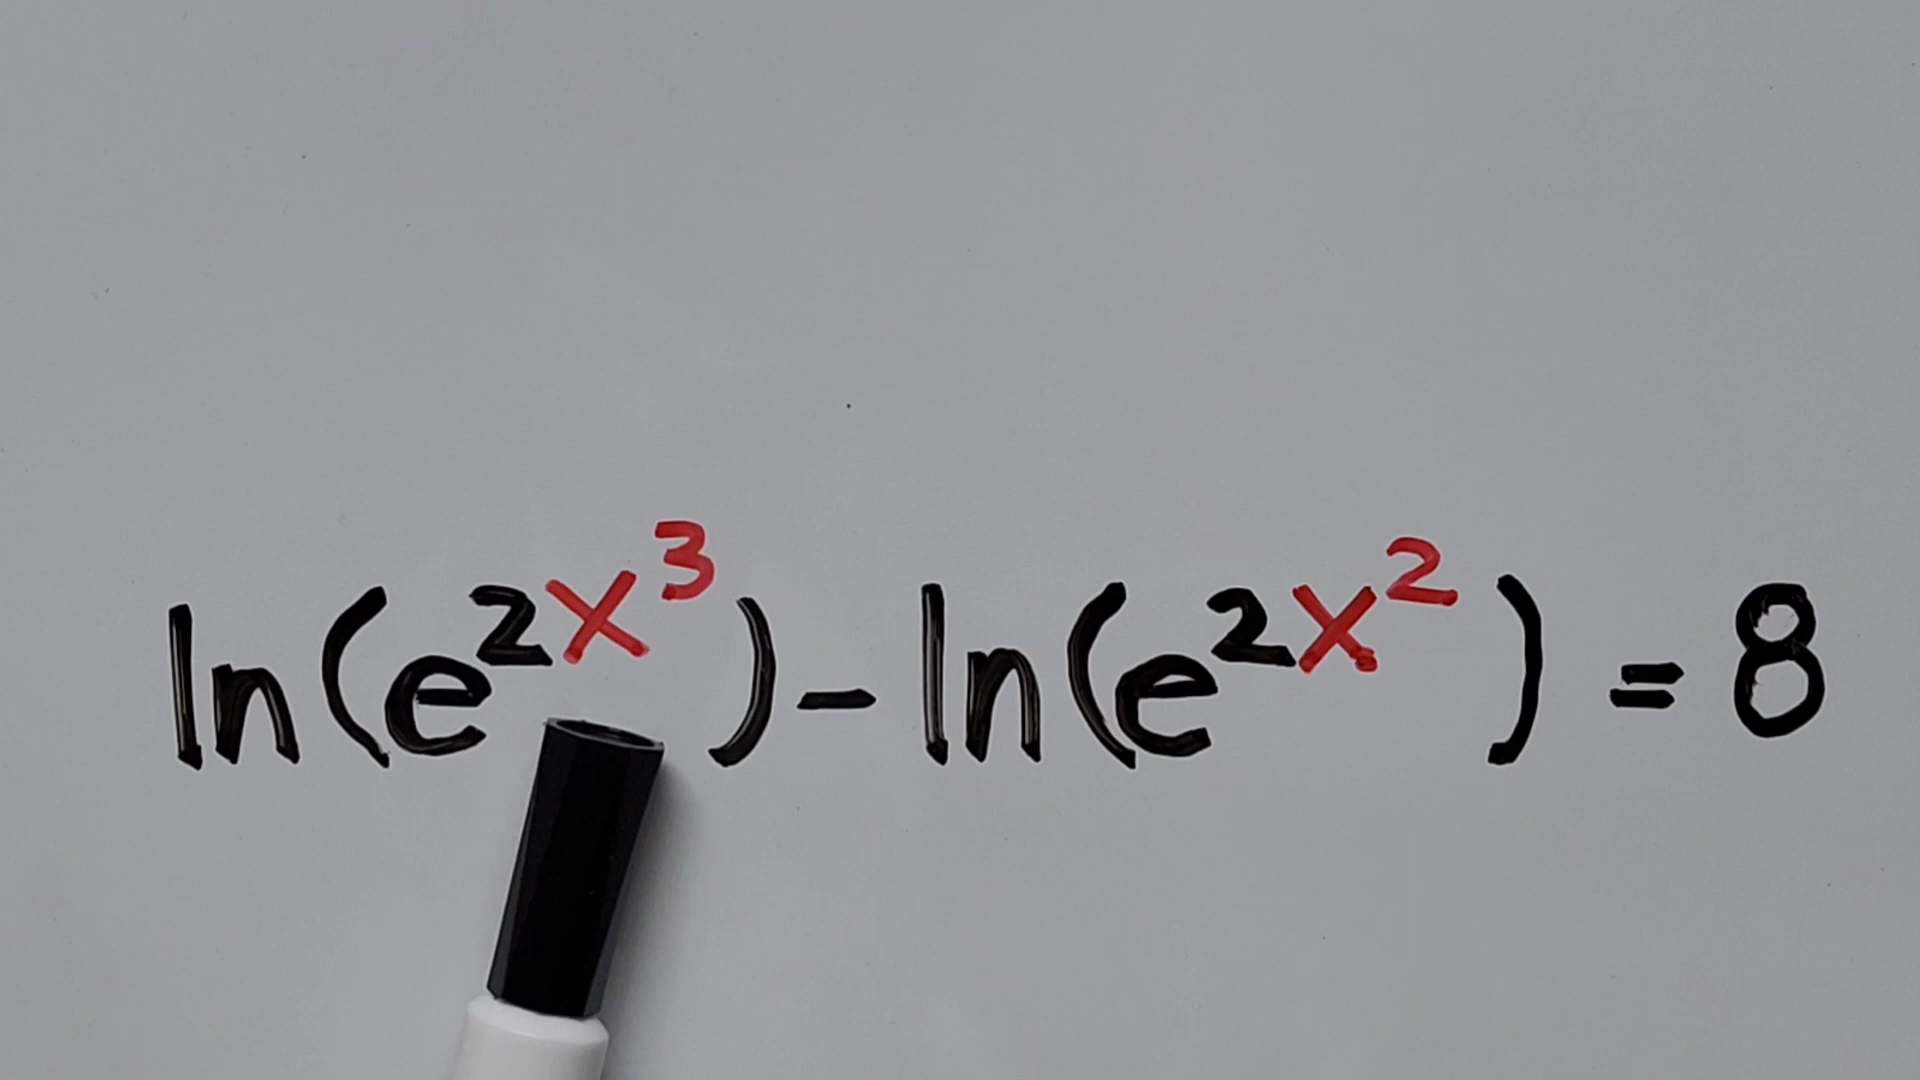 ln(e^{2x^3}) - ln(e^{2x^2}) = 8